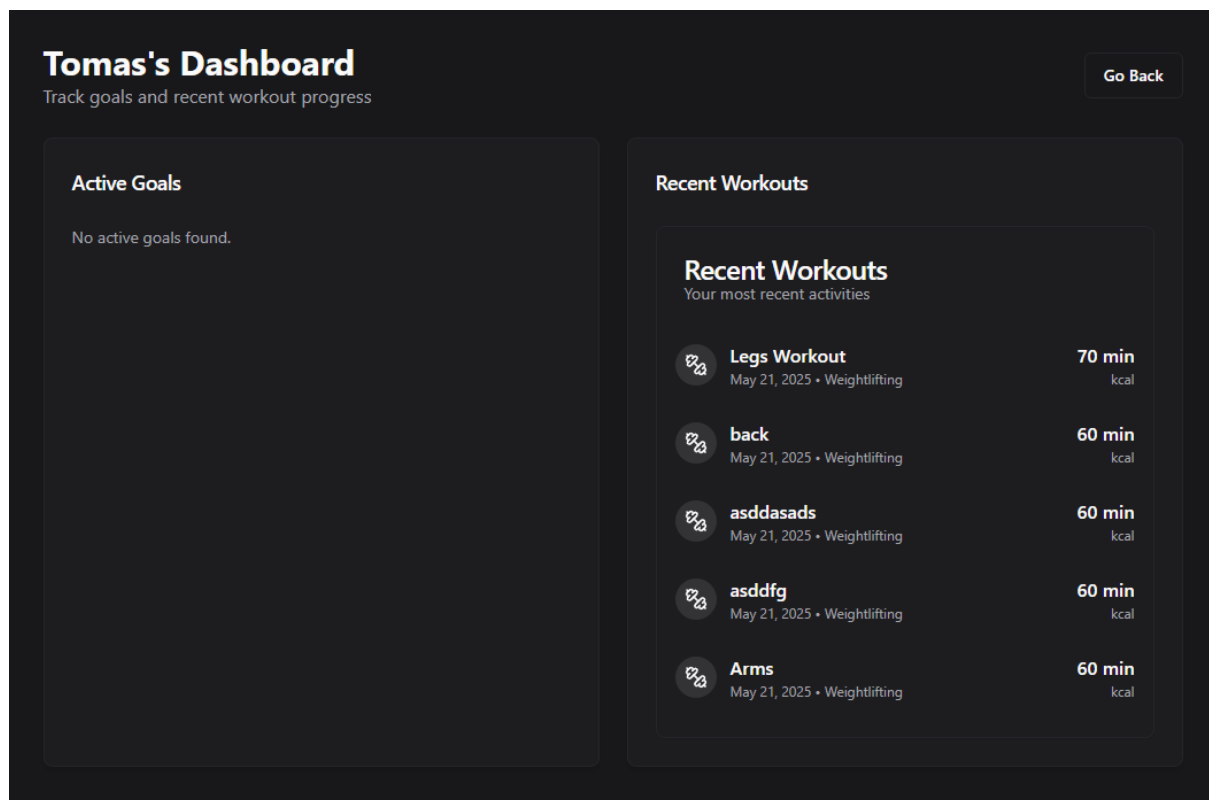 Tomas's Dashboard
Track goals and recent workout progress
Go Back
Active Goals
No active goals found.
Recent Workouts
Recent Workouts
Your most recent activities
Legs Workout
70 min
May 21, 2025 • Weightlifting
kcal
back
60 min
May 21, 2025 • Weightlifting
kcal
asddasads
60 min
May 21, 2025 • Weightlifting
kcal
asddfg
60 min
May 21, 2025 • Weightlifting
kcal
Arms
60 min
May 21, 2025 • Weightlifting
kcal